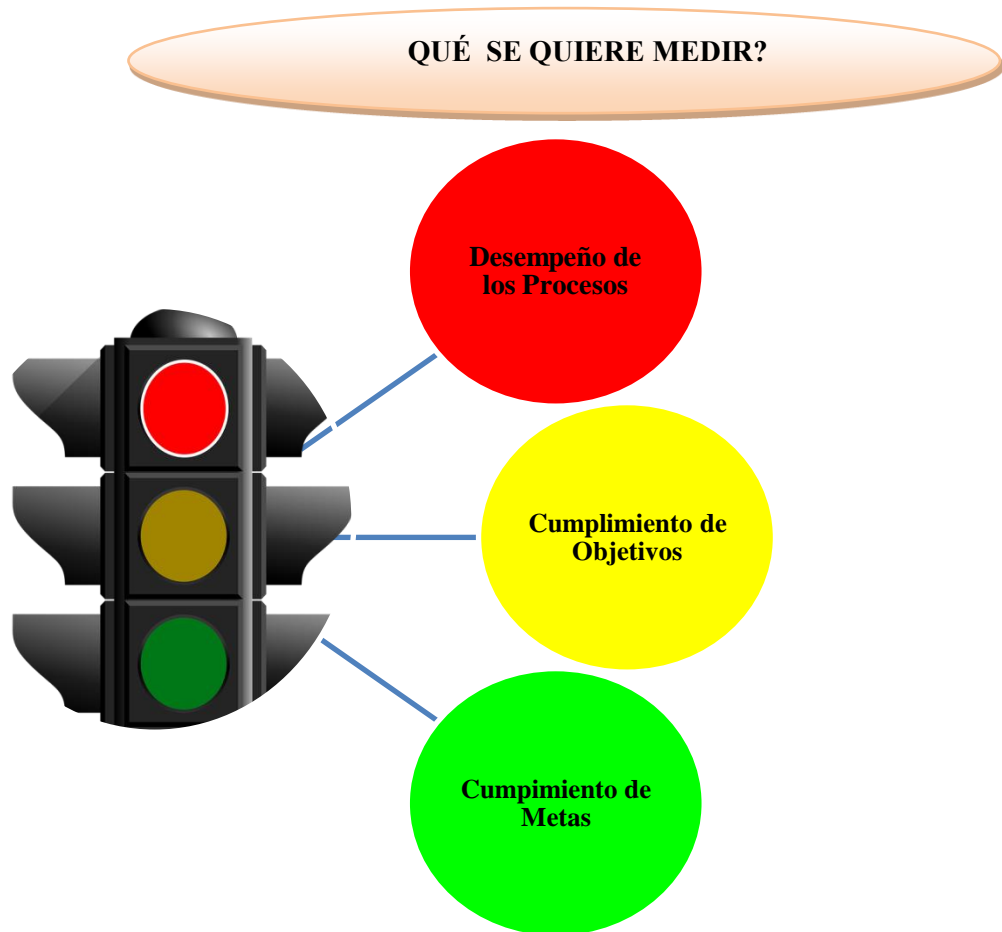 QUÉ SE QUIERE MEDIR?
Desempeño de
los Procesos
Cumplimiento de
Objetivos
Cumpimiento de
Metas